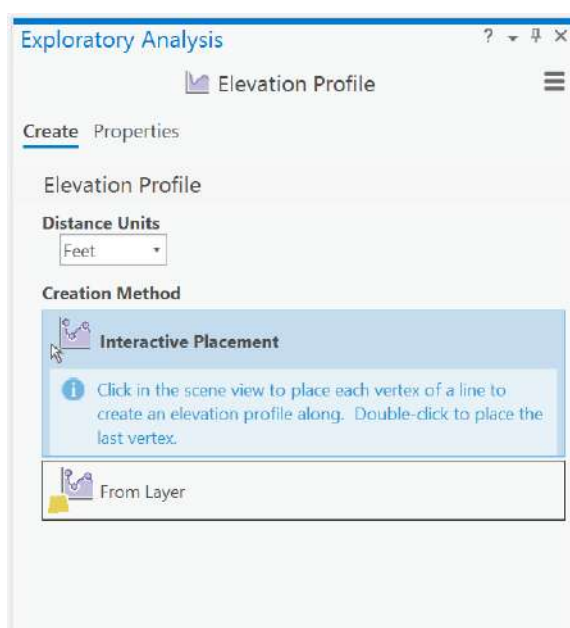 Exploratory Analysis ?
Elevation Profile
Create Properties
Elevation Profile
Distance Units
Feet
Creation Method
Interactive Placement
Click in the scene view to place each vertex of a line to
create an elevation profile along. Double-click to place the
last vertex.
From Layer